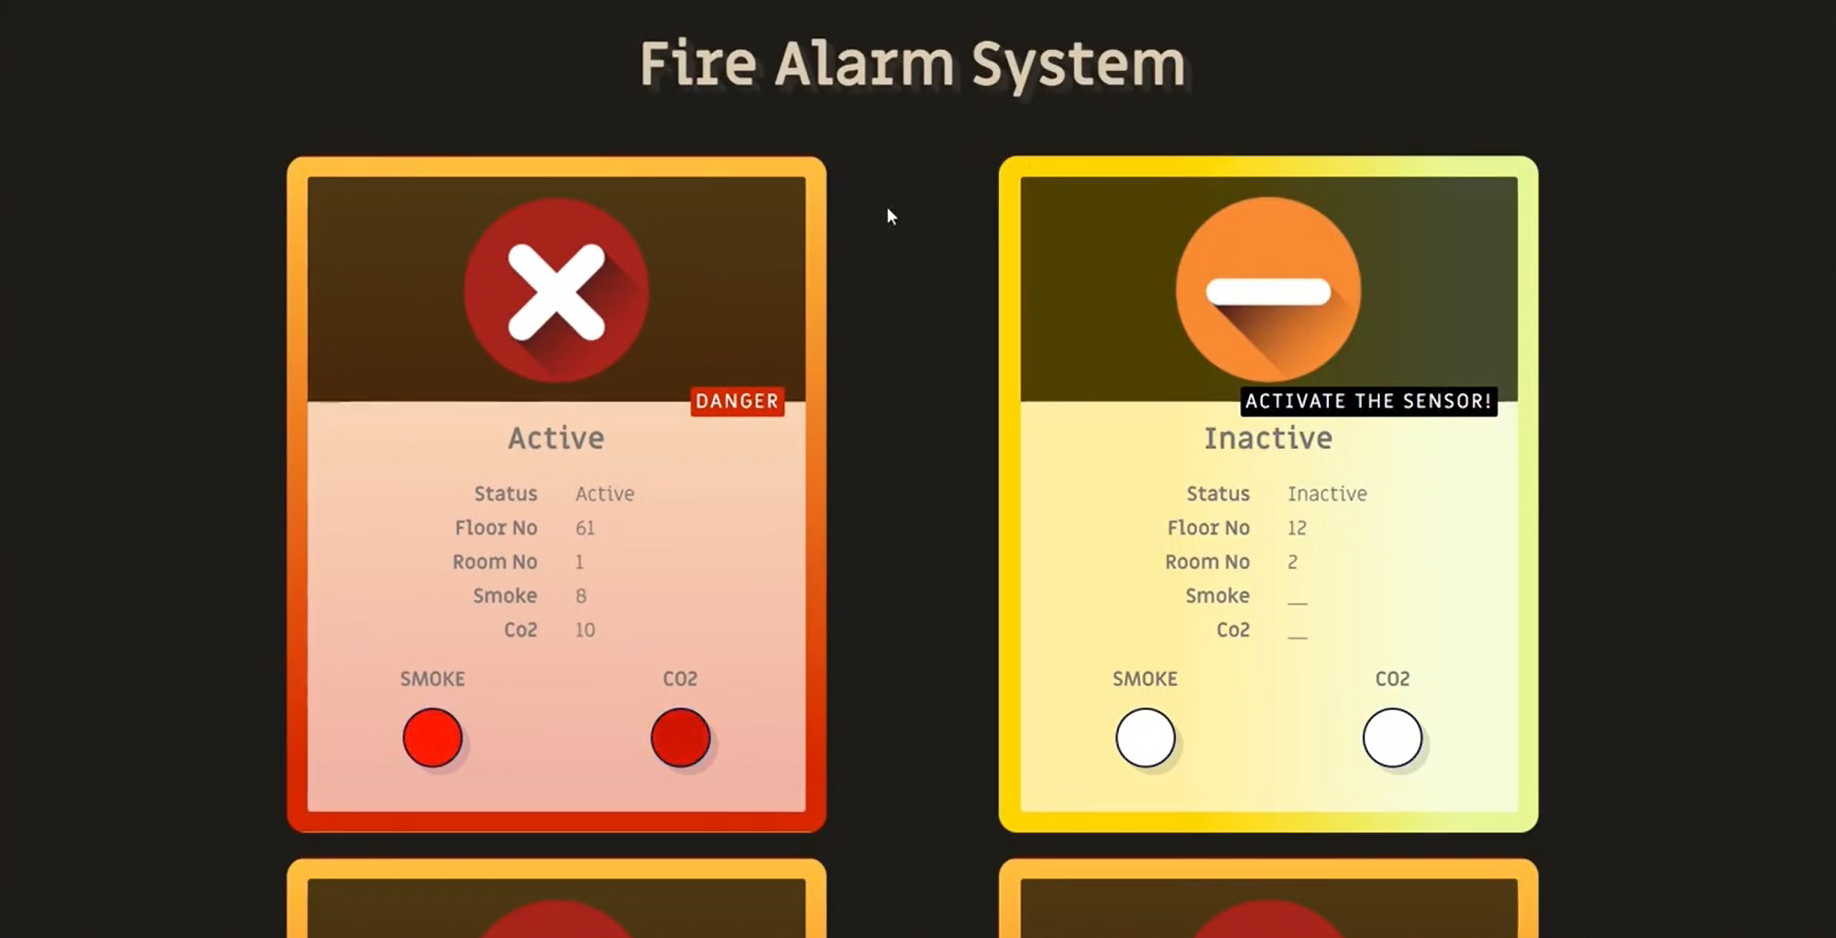 Fire Alarm System
DANGER
Active
Status Active
Floor No 61
Room No 1
Smoke 8
Co2 10
SMOKE CO2
ACTIVATE THE SENSOR!
Inactive
Status Inactive
Floor No 12
Room No 2
Smoke __
Co2 __
SMOKE CO2